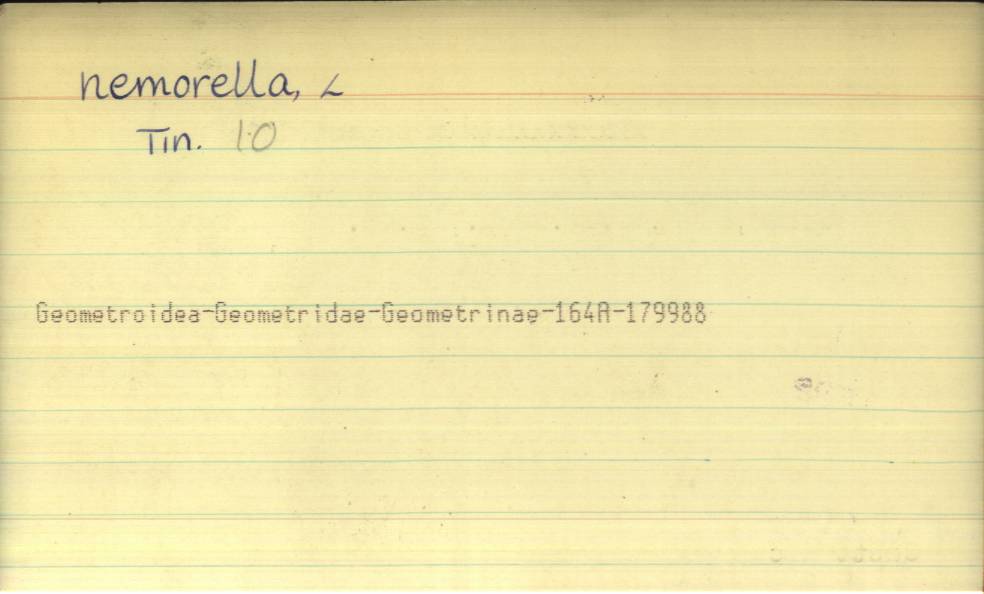 nemorella, L
Tin. 10
Geometroidea-Geometridae-Geometrinae-164A-179988